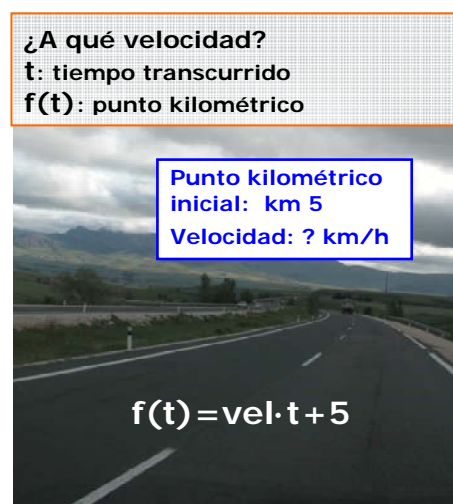 ¿A qué velocidad?
t: tiempo transcurrido
f(t): punto kilométrico
Punto kilométrico
inicial: km 5
Velocidad: ? km/h
f(t)=vel·t+5